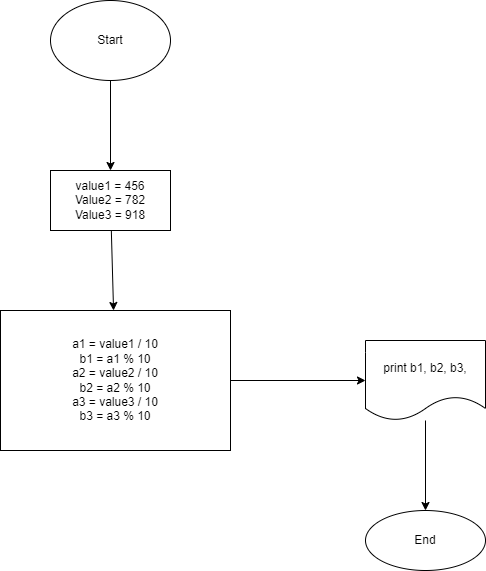 Start
value1 = 456
Value2 = 782
Value3 = 918
a1 = value1 / 10
b1 = a1 % 10
a2 = value2 / 10
b2 = a2 % 10
a3 = value3 / 10
b3 = a3 % 10
print b1, b2, b3,
End